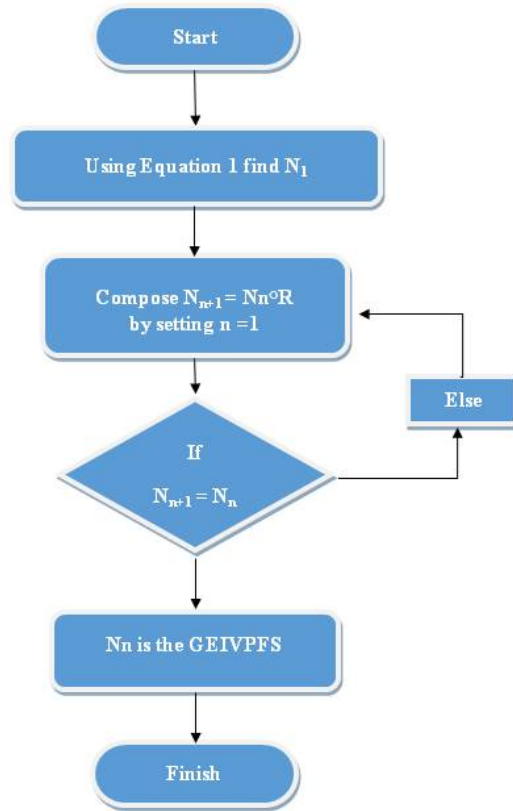 Start
Using Equation 1 find N₁
Compose Nₙ₊₁ = Nn°R
by setting n =1
Else
If
Nₙ₊₁ = Nₙ
Nn is the GEIVPFS
Finish